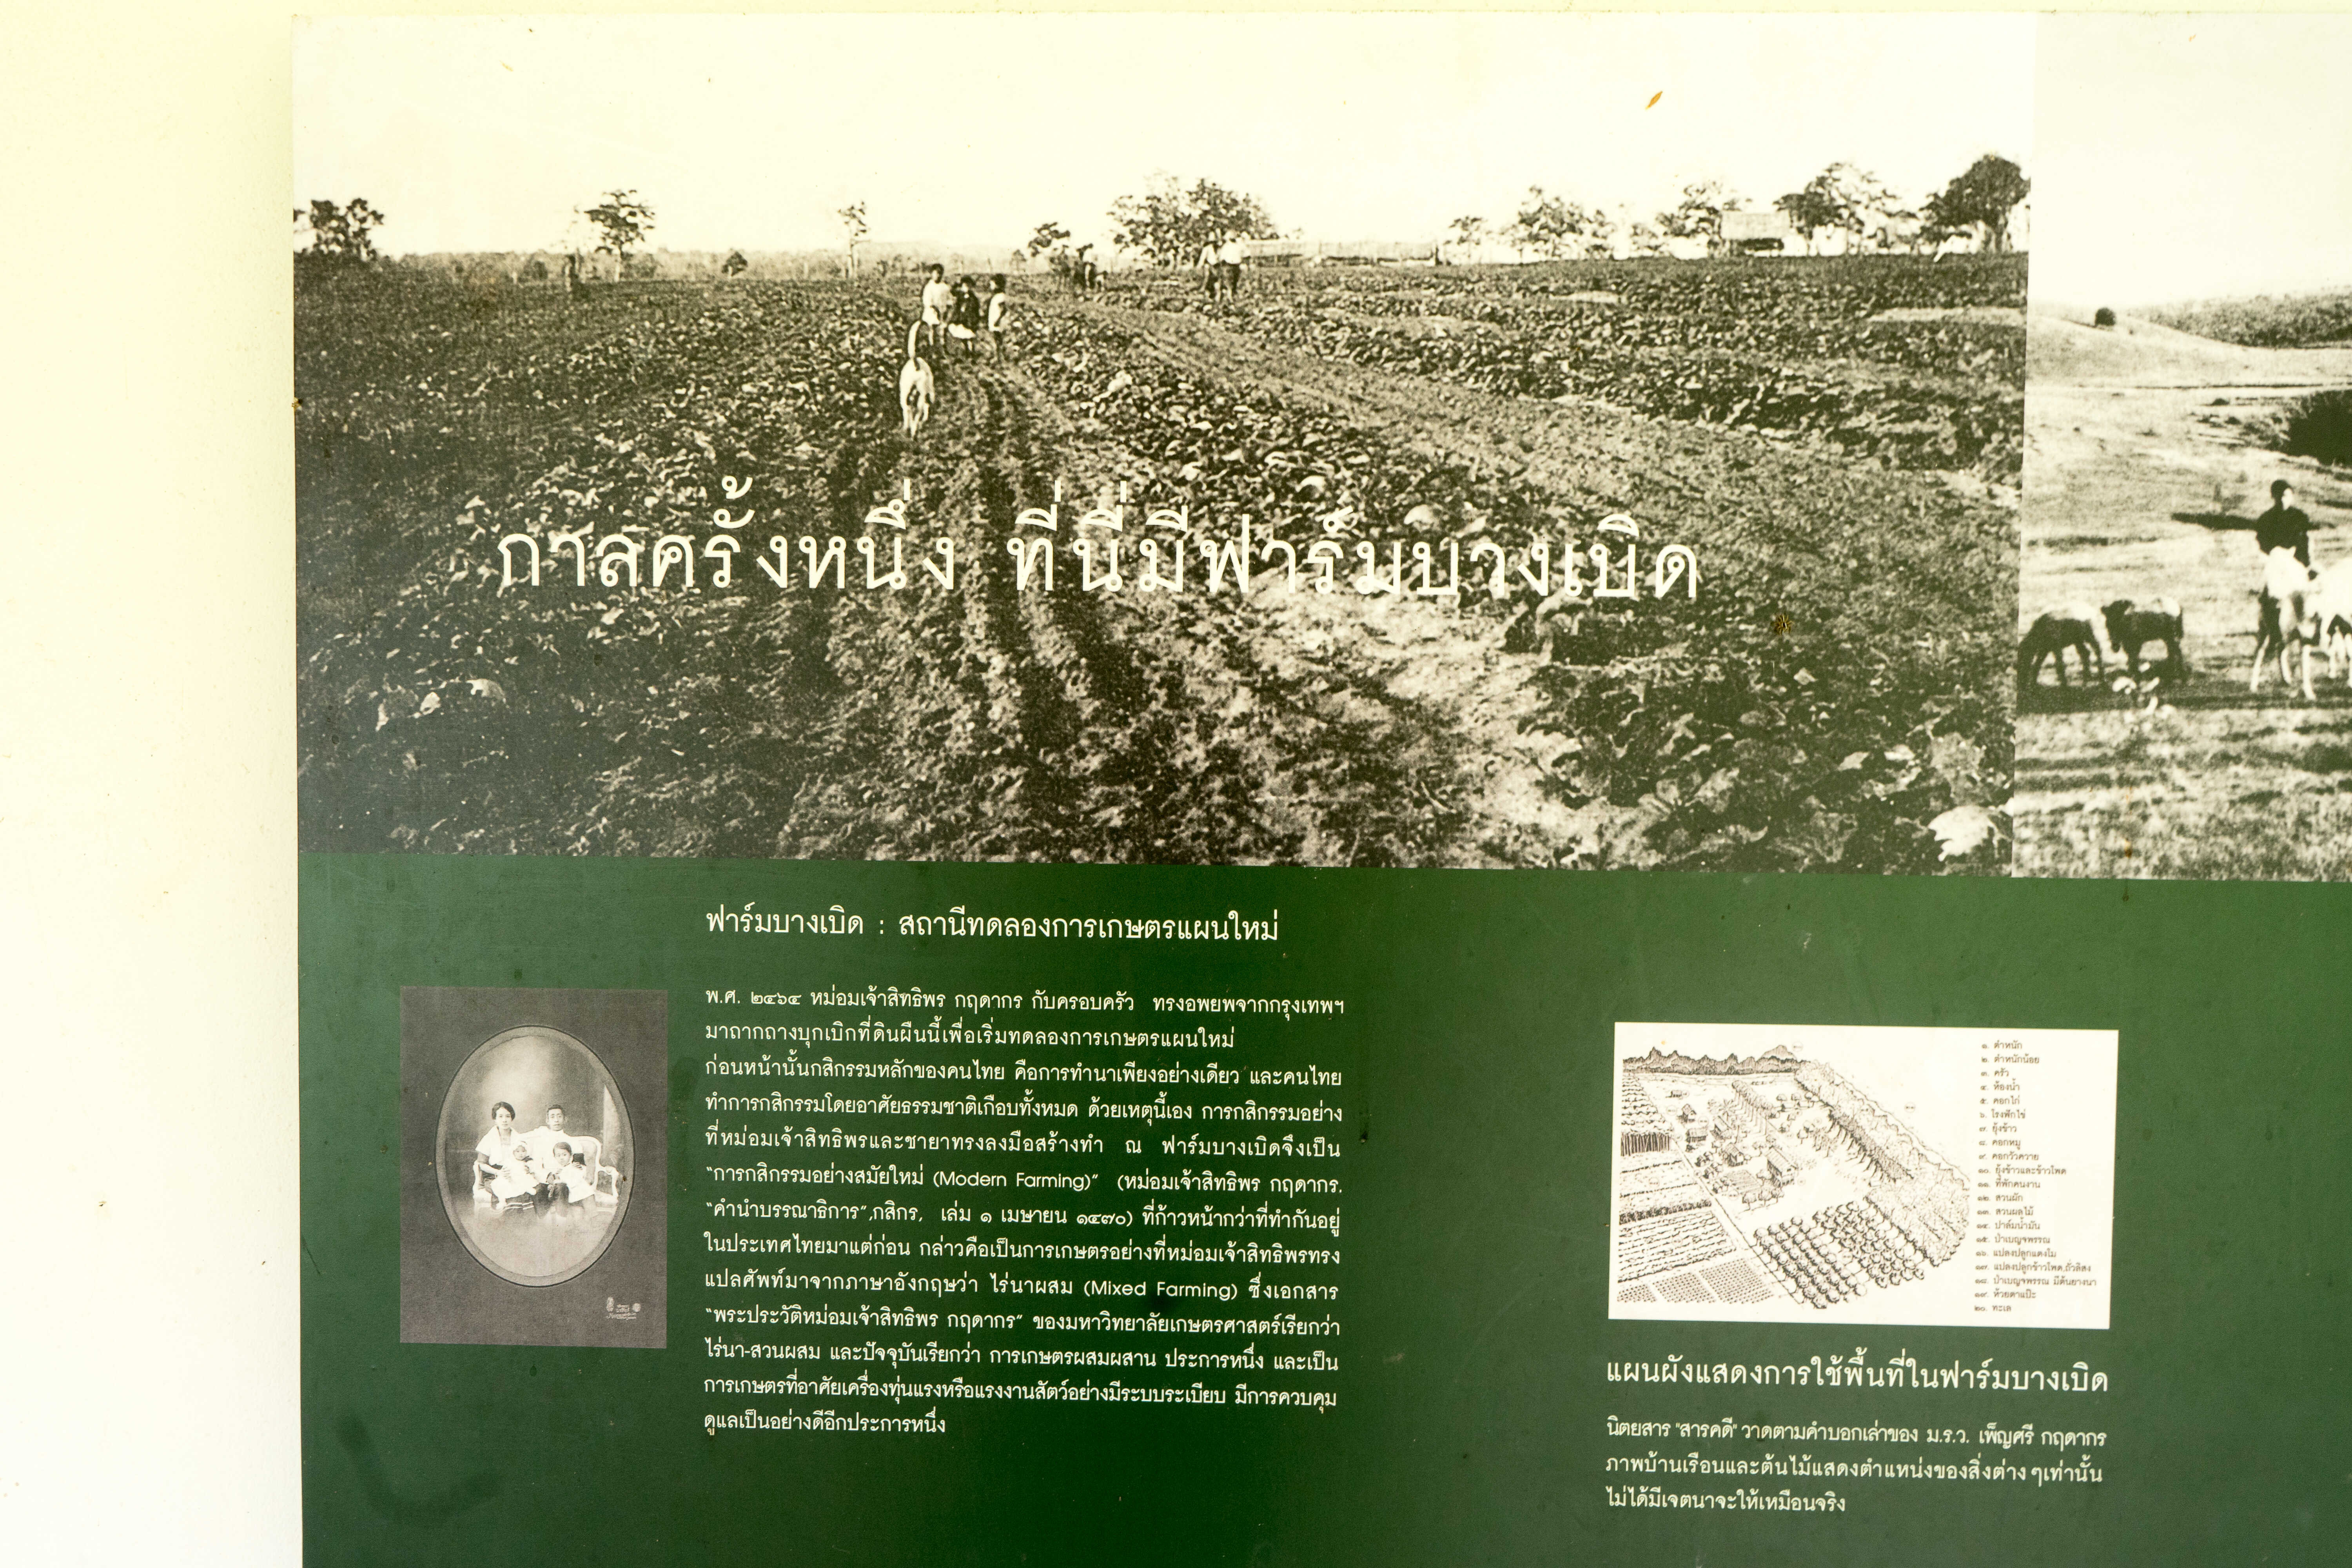 กาลครั้งหนึ่ง ที่นี่มีฟาร์มบางเบิด
ฟาร์มบางเบิด : สถานีทดลองการเกษตรแผนใหม่
พ.ศ. ๒๔๖๔ หม่อมเจ้าสิทธิพร กฤดากร กับครอบครัว ทรงอพยพจากกรุงเทพฯ
มาถากถางบุกเบิกที่ดินผืนนี้เพื่อเริ่มทดลองการเกษตรแผนใหม่
ก่อนหน้านั้นกสิกรรมหลักของคนไทย คือการทำนาเพียงอย่างเดียว และคนไทย
ทำการกสิกรรมโดยอาศัยธรรมชาติเกือบทั้งหมด ด้วยเหตุนี้เอง การกสิกรรมอย่าง
ที่หม่อมเจ้าสิทธิพรและชายาทรงลงมือสร้างทำ ณ ฟาร์มบางเบิดจึงเป็น
"การกสิกรรมอย่างสมัยใหม่ (Modern Farming)" (หม่อมเจ้าสิทธิพร กฤดากร.
"คำนำบรรณาธิการ",กสิกร, เล่ม ๑ เมษายน ๑๔๗๐) ที่ก้าวหน้ากว่าที่ทำกันอยู่
ในประเทศไทยมาแต่ก่อน กล่าวคือเป็นการเกษตรอย่างที่หม่อมเจ้าสิทธิพรทรง
แปลศัพท์มาจากภาษาอังกฤษว่า ไร่นาผสม (Mixed Farming) ซึ่งเอกสาร
"พระประวัติหม่อมเจ้าสิทธิพร กฤดากร" ของมหาวิทยาลัยเกษตรศาสตร์เรียกว่า
ไร่นา-สวนผสม และปัจจุบันเรียกว่า การเกษตรผสมผสาน ประการหนึ่ง และเป็น
การเกษตรที่อาศัยเครื่องทุ่นแรงหรือแรงงานสัตว์อย่างมีระบบระเบียบ มีการควบคุม
ดูแลเป็นอย่างดีอีกประการหนึ่ง
๑. ตำหนัก
๒. ตำหนักน้อย
๓. ครัว
๔. ห้องน้ำ
๕. คอกไก่
๖. โรงฟักไข่
๗. ยุ้งข้าว
๘. คอกหมู
๙. คอกวัวควาย
๑๐. ยุ้งข้าวและข้าวโพด
๑๑. ที่พักคนงาน
๑๒. สวนผัก
๑๓. สวนผลไม้
๑๔. ปาล์มน้ำมัน
๑๕. ป่าเบญจพรรณ
๑๖. แปลงปลูกแตงโม
๑๗. แปลงปลูกข้าวโพด,ถั่วลิสง
๑๘. ป่าเบญจพรรณ มีต้นยางนา
๑๙. ห้วยตาแป๊ะ
๒๐. ทะเล
แผนผังแสดงการใช้พื้นที่ในฟาร์มบางเบิด
นิตยสาร "สารคดี" วาดตามคำบอกเล่าของ ม.ร.ว. เพ็ญศรี กฤดากร
ภาพบ้านเรือนและต้นไม้แสดงตำแหน่งของสิ่งต่าง ๆเท่านั้น
ไม่ได้มีเจตนาจะให้เหมือนจริง